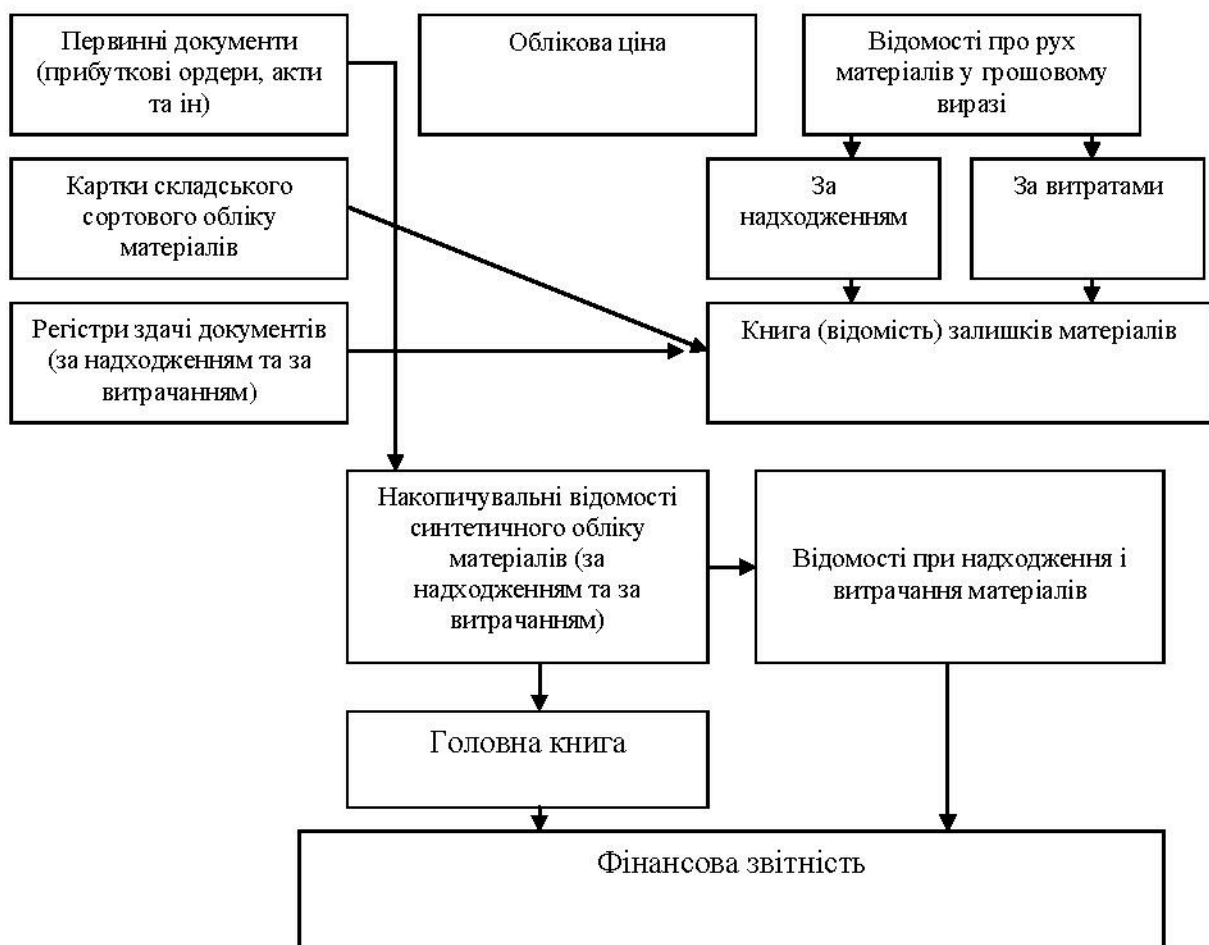 Первинні документи
(прибуткові ордери, акти
та ін)
Облікова ціна
Відомості про рух
матеріалів у грошовому
виразі
Картки складського
сортового обліку
матеріалів
За
надходженням
За витратами
Регістри здачі документів
(за надходженням та за
витрачанням)
Книга (відомість) залишків матеріалів
Накопичувальні відомості
синтетичного обліку
матеріалів (за
надходженням та за
витрачанням)
Відомості при надходження і
витрачання матеріалів
Головна книга
Фінансова звітність